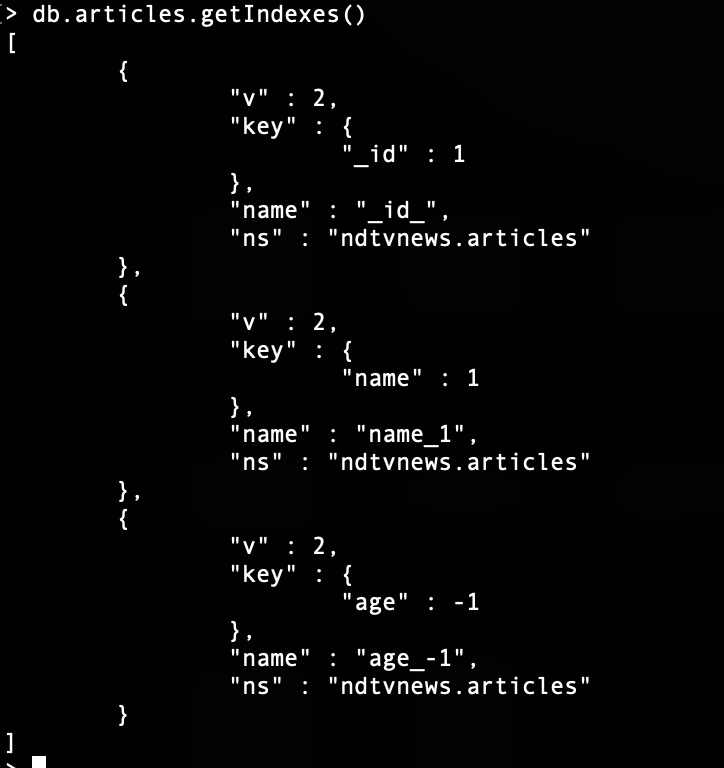 > db.articles.getIndexes()
[
        {
                "v" : 2,
                "key" : {
                        "_id" : 1
                },
                "name" : "_id_",
                "ns" : "ndtvnews.articles"
        },
        {
                "v" : 2,
                "key" : {
                        "name" : 1
                },
                "name" : "name_1",
                "ns" : "ndtvnews.articles"
        },
        {
                "v" : 2,
                "key" : {
                        "age" : -1
                },
                "name" : "age_-1",
                "ns" : "ndtvnews.articles"
        }
]
>